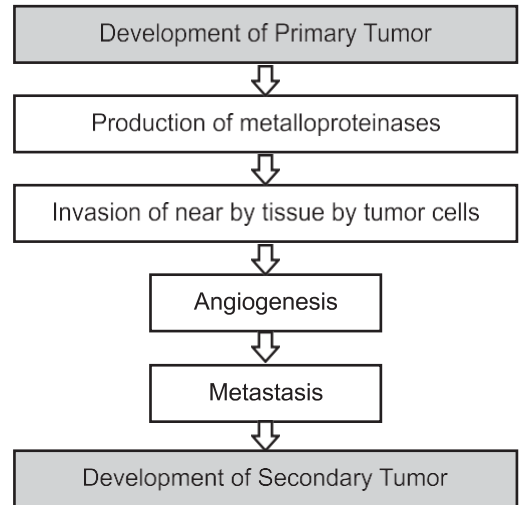 Development of Primary Tumor
Production of metalloproteinases
Invasion of near by tissue by tumor cells
Angiogenesis
Metastasis
Development of Secondary Tumor